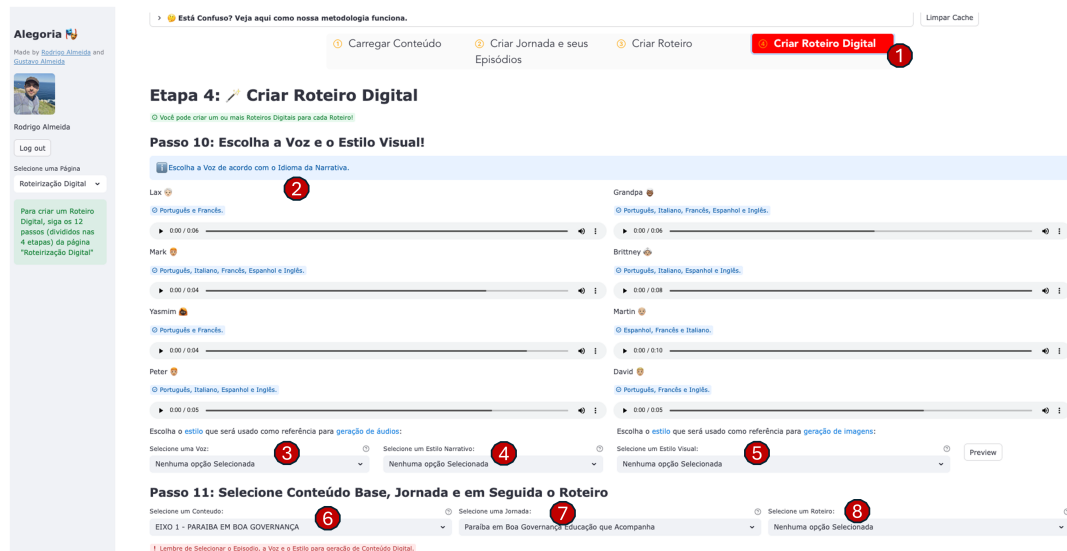 Está Confuso? Veja aqui como nossa metodologia funciona.
Limpar Cache
Alegoria
Made by Rodrigo Almeida and
Gustavo Almeida
Rodrigo Almeida
Log out
Selecione uma Página
Roteirização Digital
Para criar um Roteiro
Digital, siga os 12
passos (divididos nas
4 etapas) da página
"Roteirização Digital"
① Carregar Conteúdo
② Criar Jornada e seus
Episódios
③ Criar Roteiro
④ Criar Roteiro Digital
1
Etapa 4: Criar Roteiro Digital
Você pode criar um ou mais Roteiros Digitais para cada Roteiro!
Passo 10: Escolha a Voz e o Estilo Visual!
Escolha a Voz de acordo com o Idioma da Narrativa.
2
Lax
Português e Francês.
0:00 / 0:06
Grandpa
Português, Italiano, Francês, Espanhol e Inglês.
0:00 / 0:06
Mark
Português, Italiano, Francês, Espanhol e Inglês.
0:00 / 0:04
Brittney
Português, Italiano, Espanhol e Inglês.
0:00 / 0:08
Yasmim
Português e Francês.
0:00 / 0:04
Martin
Espanhol, Francês e Italiano.
0:00 / 0:10
Peter
Português, Italiano, Espanhol e Inglês.
0:00 / 0:05
David
Português, Francês e Inglês.
0:00 / 0:05
Escolha o estilo que será usado como referência para geração de áudios:
Escolha o estilo que será usado como referência para geração de imagens:
Selecione uma Voz:
3
Nenhuma opção Selecionada
Selecione um Estilo Narrativo:
4
Nenhuma opção Selecionada
Selecione um Estilo Visual:
5
Nenhuma opção Selecionada
Preview
Passo 11: Selecione Conteúdo Base, Jornada e em Seguida o Roteiro
Selecione um Conteudo:
6
EIXO 1 - PARAIBA EM BOA GOVERNANÇA
Selecione uma Jornada:
7
Paraíba em Boa Governança Educação que Acompanha
Selecione um Roteiro:
8
Nenhuma opção Selecionada
! Lembre de Selecionar o Episodio, a Voz e o Estilo para geração de Conteúdo Digital.